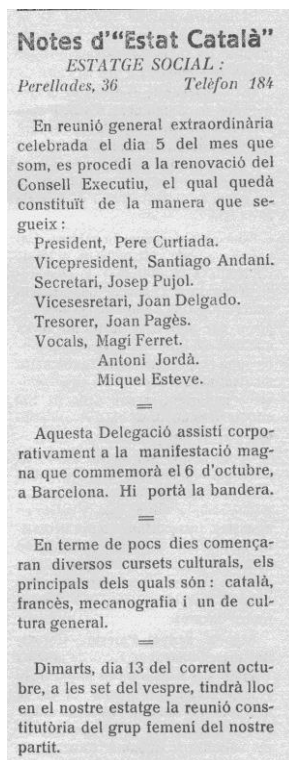 Notes d'“Estat Català”
ESTATGE SOCIAL :
Perellades, 36 Telèfon 184
En reunió general extraordinària
celebrada el dia 5 del mes que
som, es procedi a la renovació del
Consell Executiu, el qual quedà
constituït de la manera que se-
gueix :
President, Pere Curtiada.
Vicepresident, Santiago Andaní.
Secretari, Josep Pujol.
Vicesesretari, Joan Delgado.
Tresorer, Joan Pagès.
Vocals, Magí Ferret.
Antoni Jordà.
Miquel Esteve.
Aquesta Delegació assistí corpo-
rativament a la manifestació mag-
na que commemorà el 6 d'octubre,
a Barcelona. Hi portà la bandera.
En terme de pocs dies comença-
ran diversos cursets culturals, els
principals dels quals són : català,
francès, mecanografia i un de cul-
tura general.
Dimarts, dia 13 del corrent octu-
bre, a les set del vespre, tindrà lloc
en el nostre estatge la reunió cons-
titutòria del grup femení del nostre
partit.